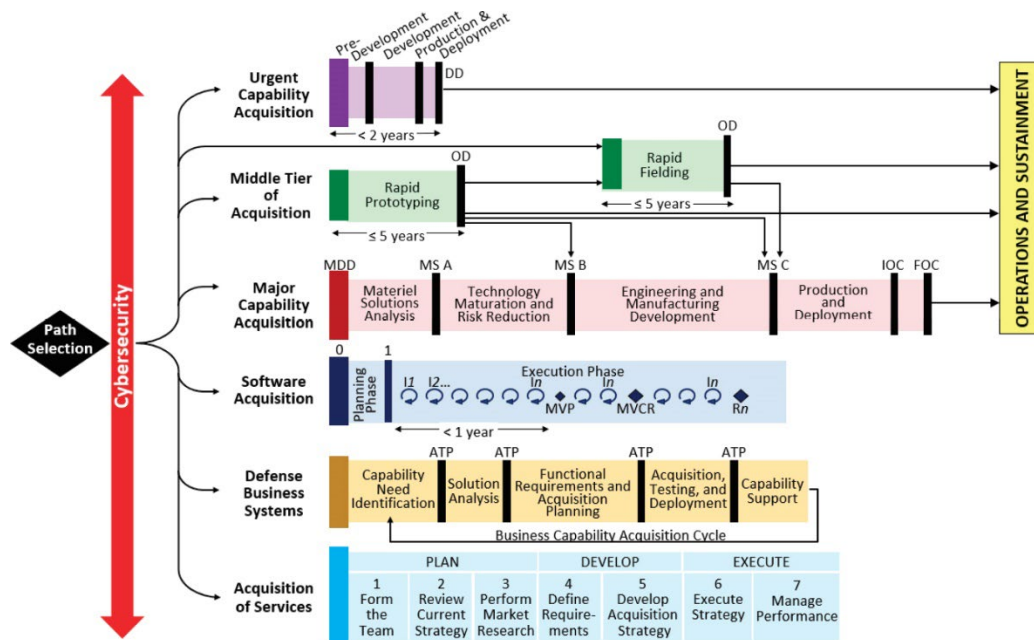 Path
Selection
Cybersecurity
Urgent
Capability
Acquisition
Pre-
Development
Development
Production &
Deployment
DD
< 2 years
Middle Tier
of
Acquisition
Rapid
Prototyping
OD
≤ 5 years
Rapid
Fielding
OD
≤ 5 years
Major
Capability
Acquisition
MDD
Materiel
Solutions
Analysis
MS A
Technology
Maturation and
Risk Reduction
MS B
Engineering and
Manufacturing
Development
MS C
Production
and
Deployment
IOC
FOC
OPERATIONS AND SUSTAINMENT
Software
Acquisition
0
Planning
Phase
1
Execution Phase
I1
I2...
In
MVP
In
MVCR
In
Rn
< 1 year
Defense
Business
Systems
Capability
Need
Identification
ATP
Solution
Analysis
ATP
Functional
Requirements and
Acquisition
Planning
ATP
Acquisition,
Testing, and
Deployment
ATP
Capability
Support
Business Capability Acquisition Cycle
Acquisition
of Services
PLAN
DEVELOP
EXECUTE
1
Form
the
Team
2
Review
Current
Strategy
3
Perform
Market
Research
4
Define
Require-
ments
5
Develop
Acquisition
Strategy
6
Execute
Strategy
7
Manage
Performance